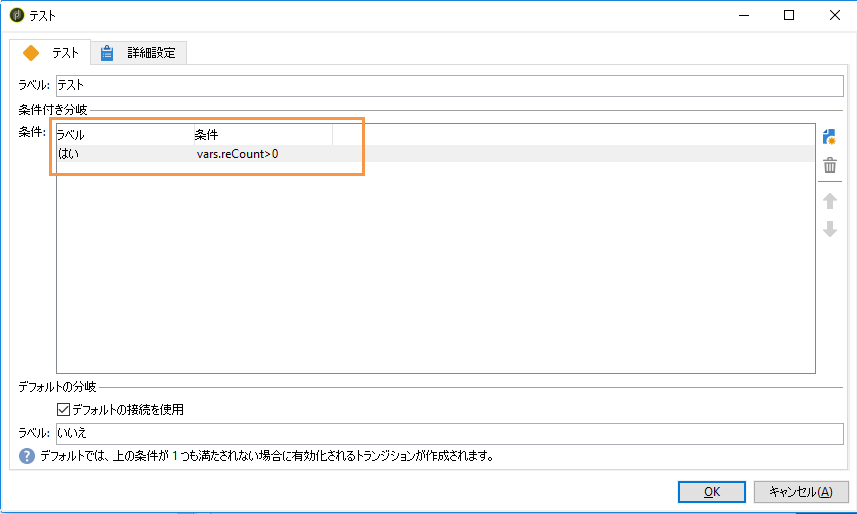 テスト
テスト 詳細設定
ラベル: テスト
条件付き分岐
条件: ラベル 条件
はい vars.reCount>0
デフォルトの分岐
デフォルトの接続を使用
ラベル: いいえ
デフォルトでは、上の条件が 1 つも満たされない場合に有効化されるトランジションが作成されます。
OK キャンセル(A)